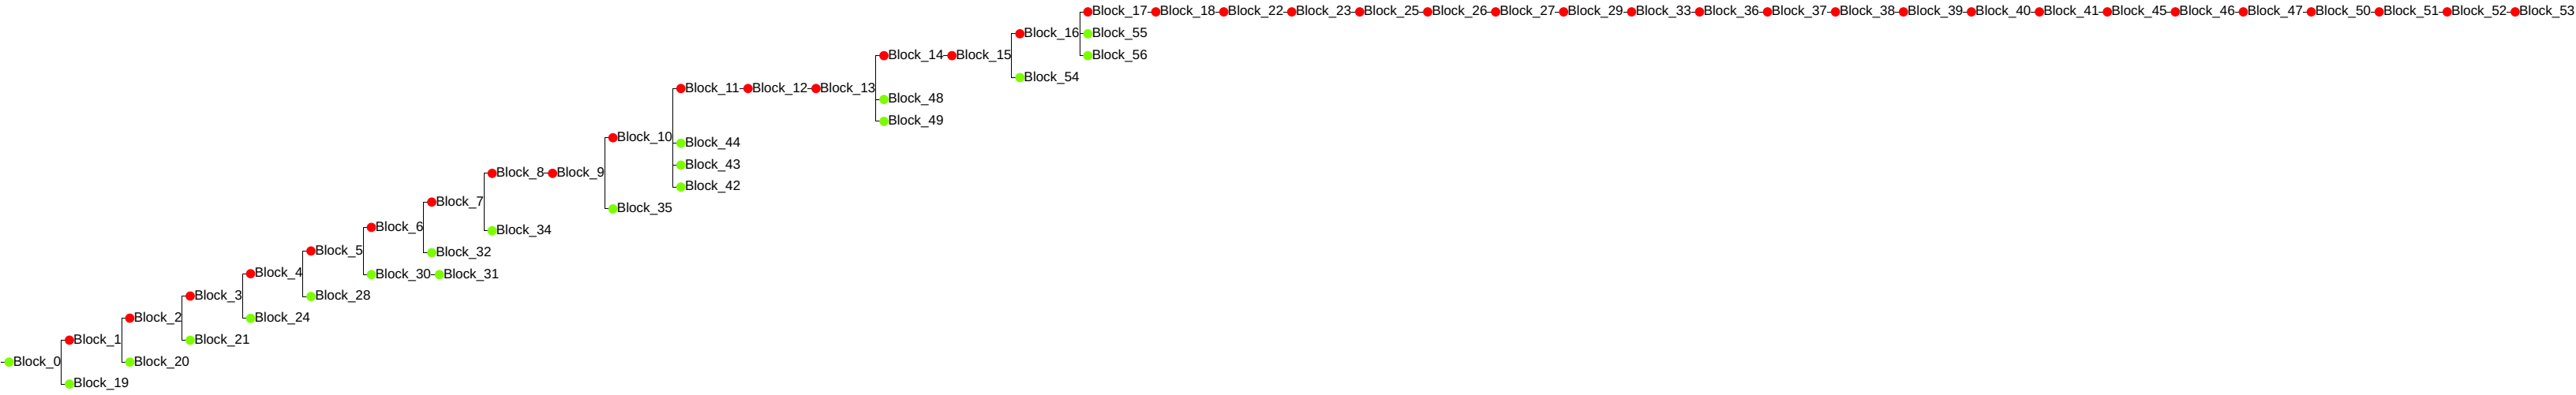 Block_17 Block_18 Block_22 Block_23 Block_25 Block_26 Block_27 Block_29 Block_33 Block_36 Block_37 Block_38 Block_39 Block_40 Block_41 Block_45 Block_46 Block_47 Block_50 Block_51 Block_52 Block_53
Block_16 Block_55
Block_14 Block_15 Block_56
Block_54
Block_11 Block_12 Block_13
Block_48
Block_49
Block_10
Block_44
Block_43
Block_8 Block_9
Block_42
Block_7
Block_35
Block_6
Block_34
Block_5
Block_32
Block_4
Block_30 Block_31
Block_3
Block_28
Block_2
Block_24
Block_1
Block_21
Block_0
Block_20
Block_19